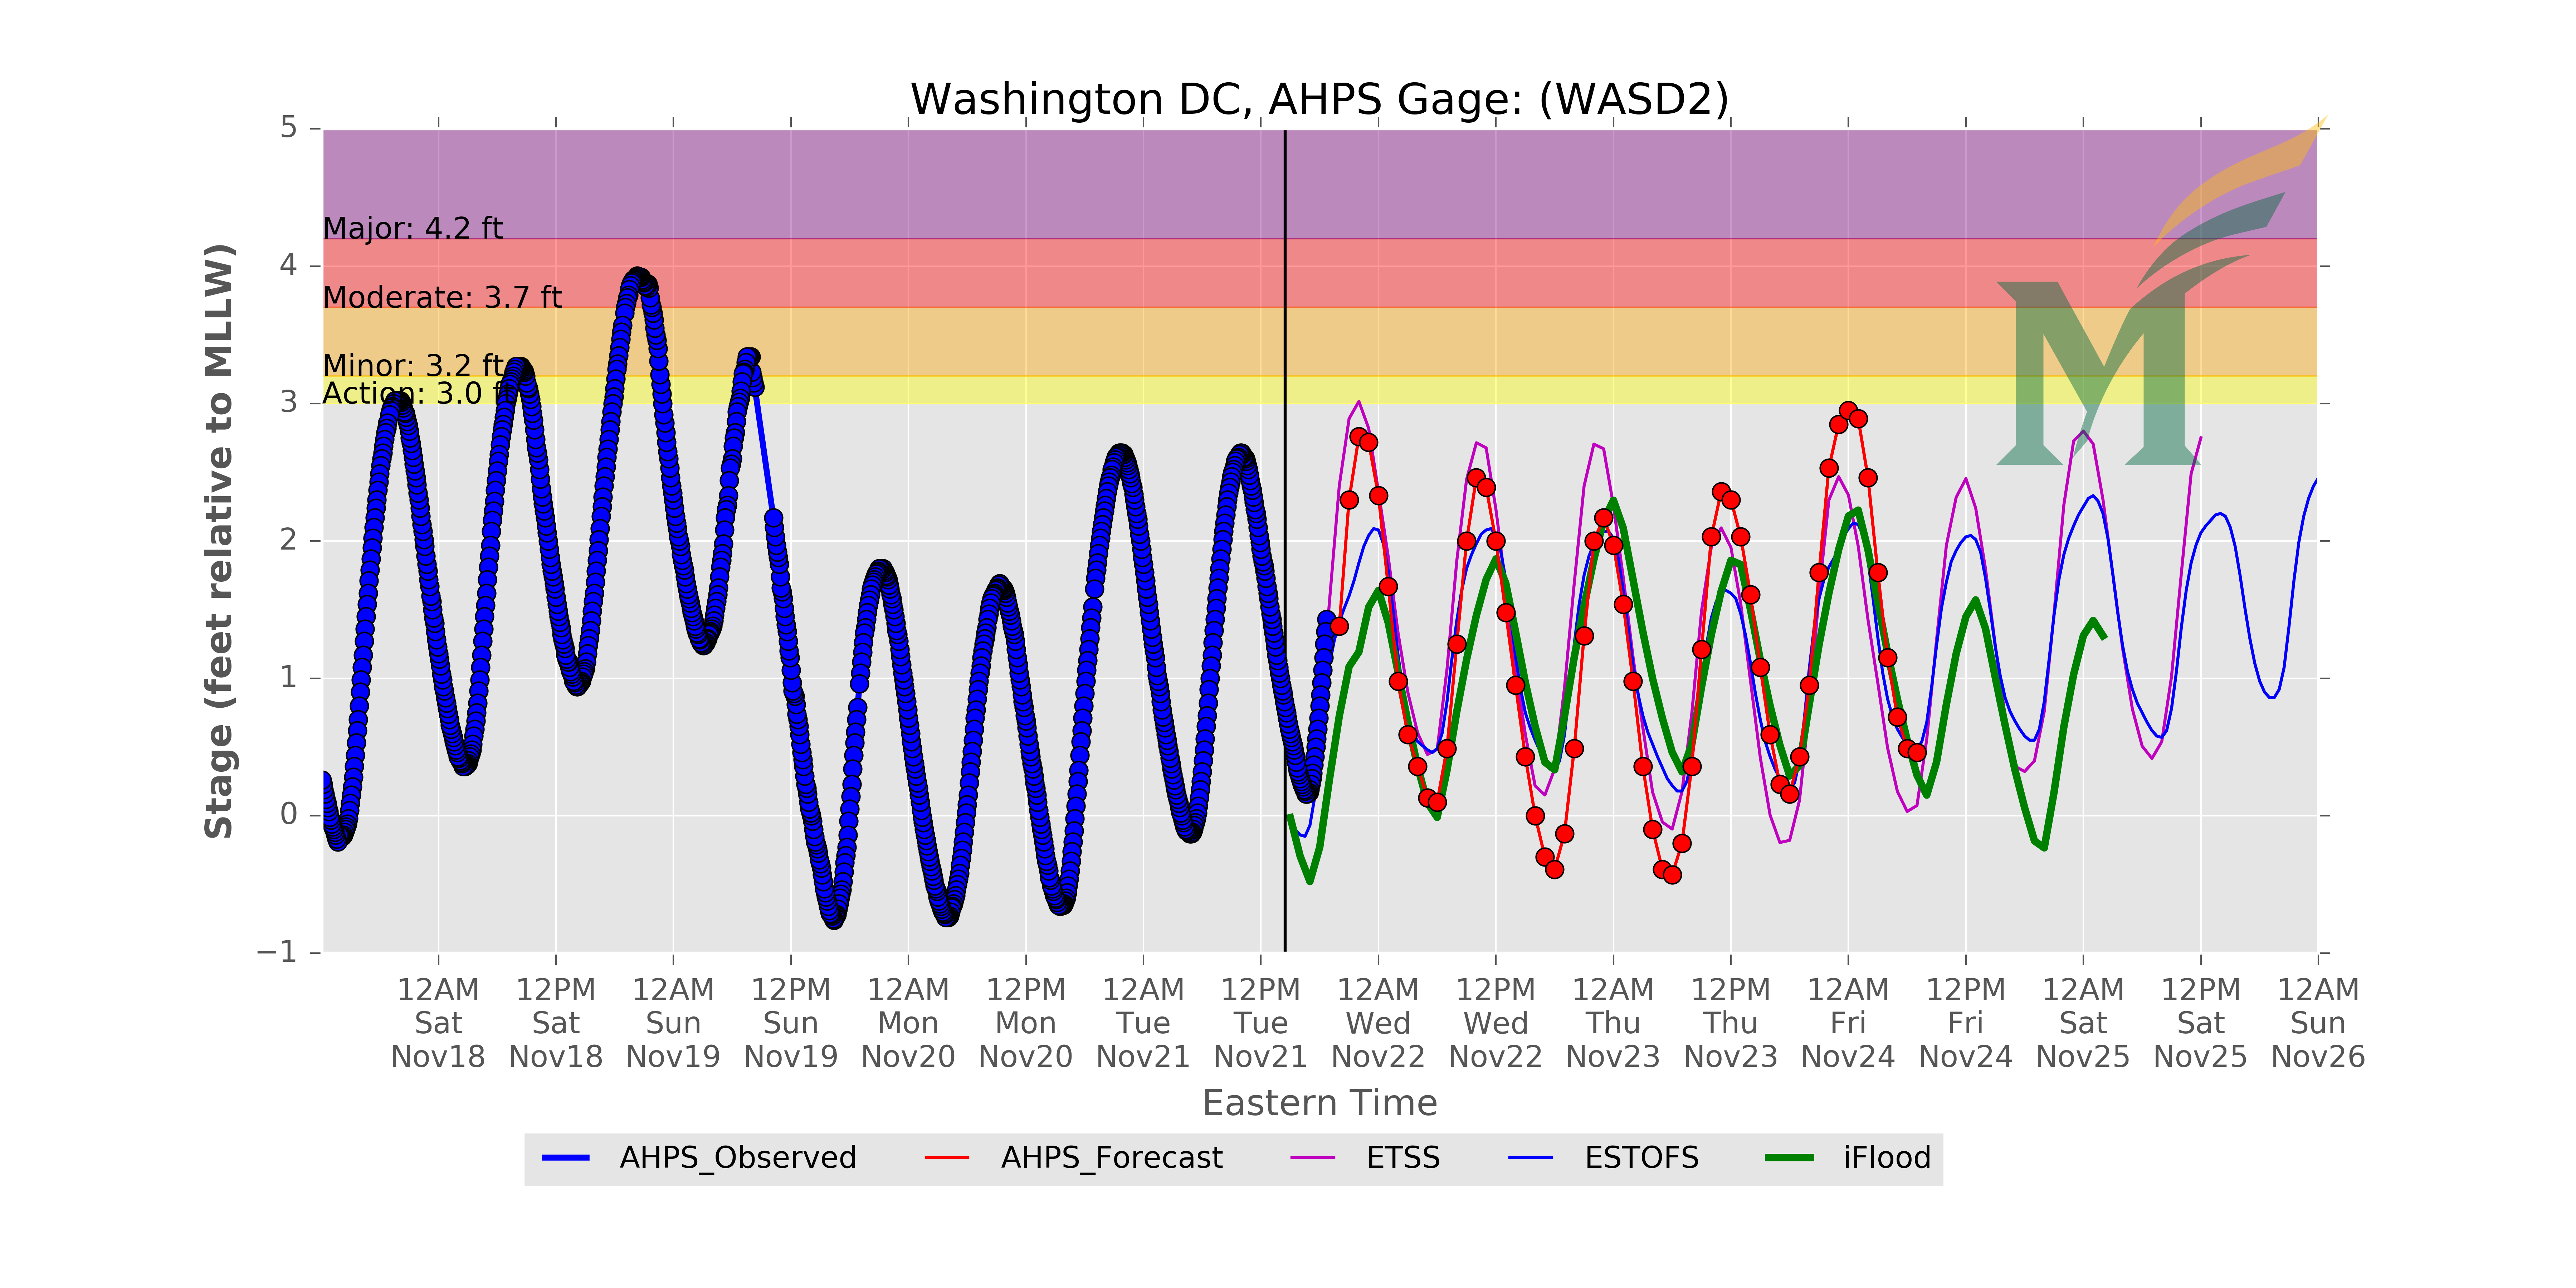 Washington DC, AHPS Gage: (WASD2)
Stage (feet relative to MLLW)
5
4
3
2
1
0
−1
Major: 4.2 ft
Moderate: 3.7 ft
Minor: 3.2 ft
Action: 3.0 ft
M
12AM 12PM 12AM 12PM 12AM 12PM 12AM 12PM 12AM 12PM 12AM 12PM 12AM 12PM 12AM 12PM 12AM
Sat Sat Sun Sun Mon Mon Tue Tue Wed Wed Thu Thu Fri Fri Sat Sat Sun
Nov18 Nov18 Nov19 Nov19 Nov20 Nov20 Nov21 Nov21 Nov22 Nov22 Nov23 Nov23 Nov24 Nov24 Nov25 Nov25 Nov26
Eastern Time
AHPS_Observed AHPS_Forecast ETSS ESTOFS iFlood